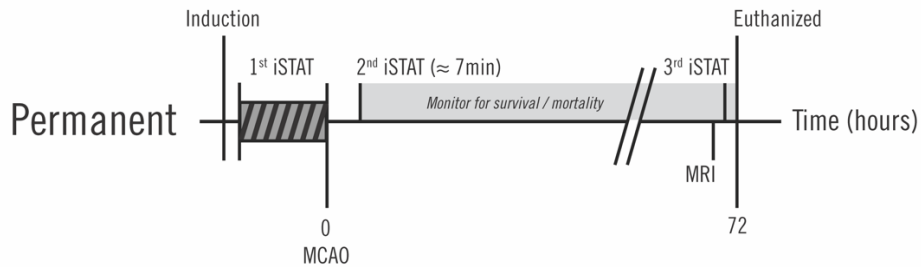 Induction
Euthanized
1st iSTAT
2nd iSTAT (≈ 7min)
3rd iSTAT
Monitor for survival / mortality
Permanent
Time (hours)
MRI
0
72
MCAO